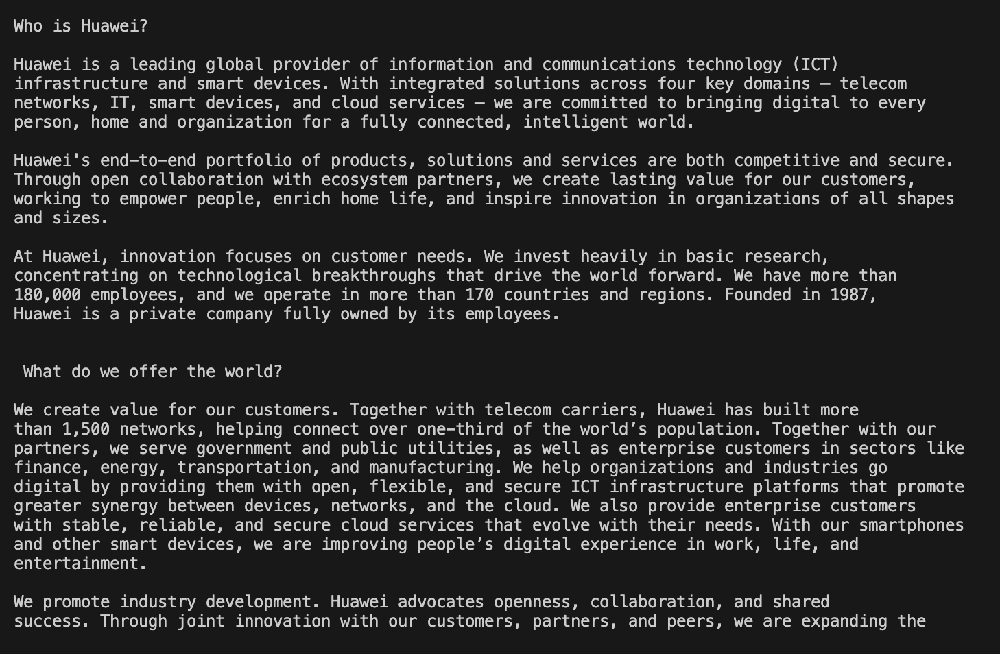 Who is Huawei?
Huawei is a leading global provider of information and communications technology (ICT)
infrastructure and smart devices. With integrated solutions across four key domains – telecom
networks, IT, smart devices, and cloud services – we are committed to bringing digital to every
person, home and organization for a fully connected, intelligent world.
Huawei's end-to-end portfolio of products, solutions and services are both competitive and secure.
Through open collaboration with ecosystem partners, we create lasting value for our customers,
working to empower people, enrich home life, and inspire innovation in organizations of all shapes
and sizes.
At Huawei, innovation focuses on customer needs. We invest heavily in basic research,
concentrating on technological breakthroughs that drive the world forward. We have more than
180,000 employees, and we operate in more than 170 countries and regions. Founded in 1987,
Huawei is a private company fully owned by its employees.
What do we offer the world?
We create value for our customers. Together with telecom carriers, Huawei has built more
than 1,500 networks, helping connect over one-third of the world’s population. Together with our
partners, we serve government and public utilities, as well as enterprise customers in sectors like
finance, energy, transportation, and manufacturing. We help organizations and industries go
digital by providing them with open, flexible, and secure ICT infrastructure platforms that promote
greater synergy between devices, networks, and the cloud. We also provide enterprise customers
with stable, reliable, and secure cloud services that evolve with their needs. With our smartphones
and other smart devices, we are improving people’s digital experience in work, life, and
entertainment.
We promote industry development. Huawei advocates openness, collaboration, and shared
success. Through joint innovation with our customers, partners, and peers, we are expanding the